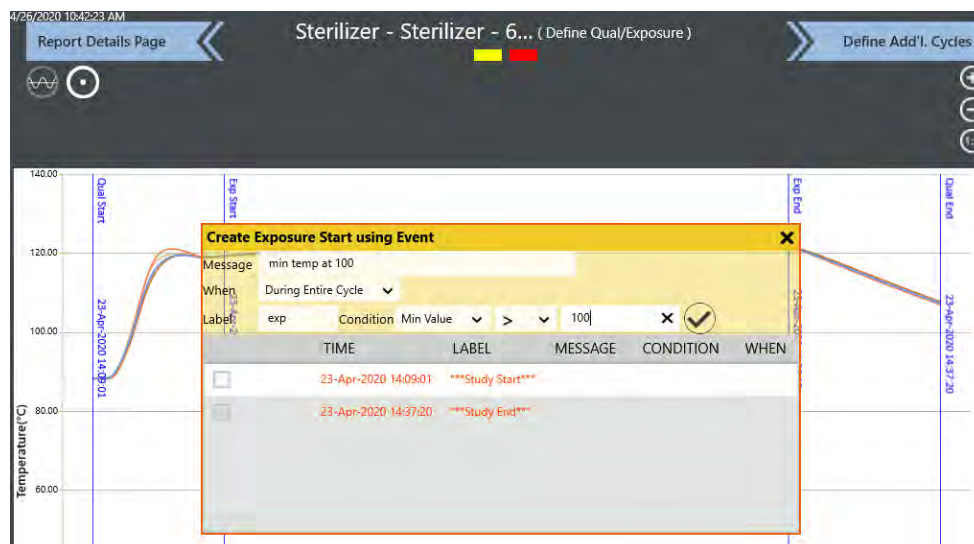 4/26/2020 10:42:23 AM
Report Details Page
Sterilizer - Sterilizer - 6... ( Define Qual/Exposure )
Define Add'l. Cycles
140.00
Qual Start
Exp Start
Exp End
Qual End
Create Exposure Start using Event
120.00
Message min temp at 100
When During Entire Cycle
23-Apr-2020 14:09:01
23-Apr-2020 14:37:20
Label exp Condition Min Value > 100
100.00
TIME LABEL MESSAGE CONDITION WHEN
23-Apr-2020 14:09:01 ***Study Start***
80.00
23-Apr-2020 14:37:20 ***Study End***
Temperature(°C)
60.00